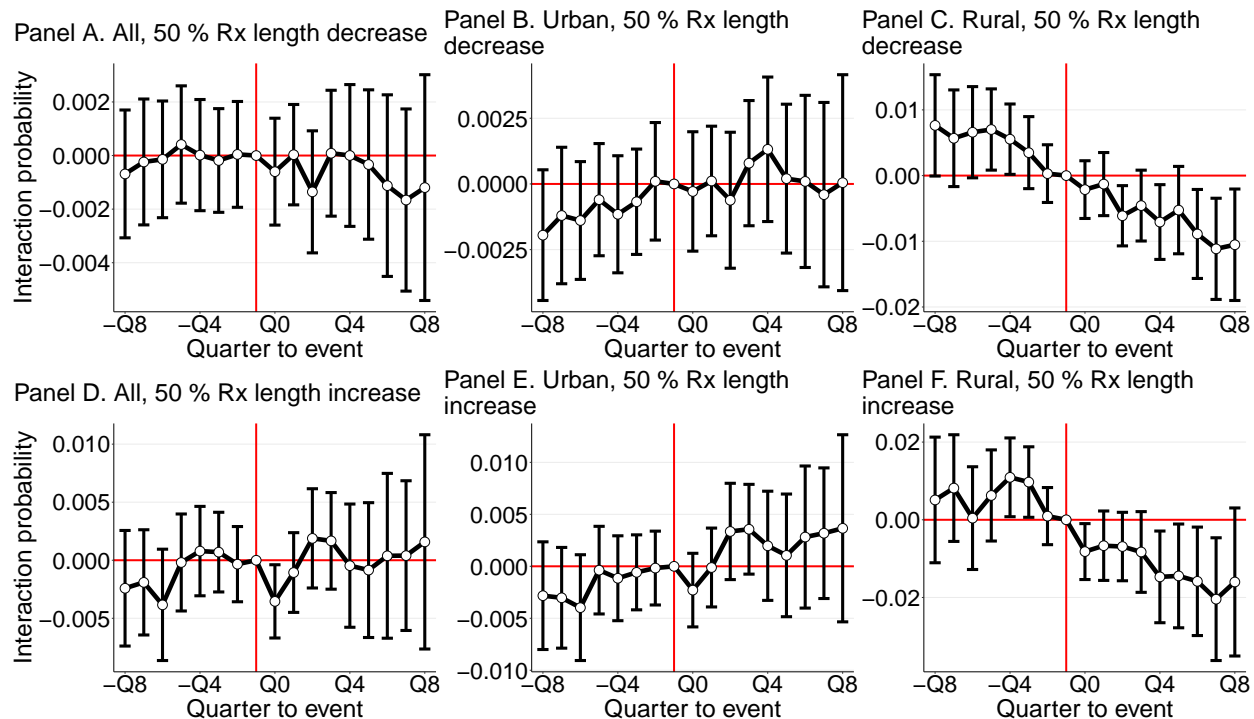 Panel A. All, 50 % Rx length decrease
Interaction probability
0.002
0.000
−0.002
−0.004
−Q8
−Q4
Q0
Q4
Q8
Quarter to event
Panel B. Urban, 50 % Rx length
decrease
0.0025
0.0000
−0.0025
−Q8
−Q4
Q0
Q4
Q8
Quarter to event
Panel C. Rural, 50 % Rx length
decrease
0.01
0.00
−0.01
−0.02
−Q8
−Q4
Q0
Q4
Q8
Quarter to event
Panel D. All, 50 % Rx length increase
Interaction probability
0.010
0.005
0.000
−0.005
−Q8
−Q4
Q0
Q4
Q8
Quarter to event
Panel E. Urban, 50 % Rx length
increase
0.010
0.005
0.000
−0.005
−0.010
−Q8
−Q4
Q0
Q4
Q8
Quarter to event
Panel F. Rural, 50 % Rx length
increase
0.02
0.00
−0.02
−Q8
−Q4
Q0
Q4
Q8
Quarter to event